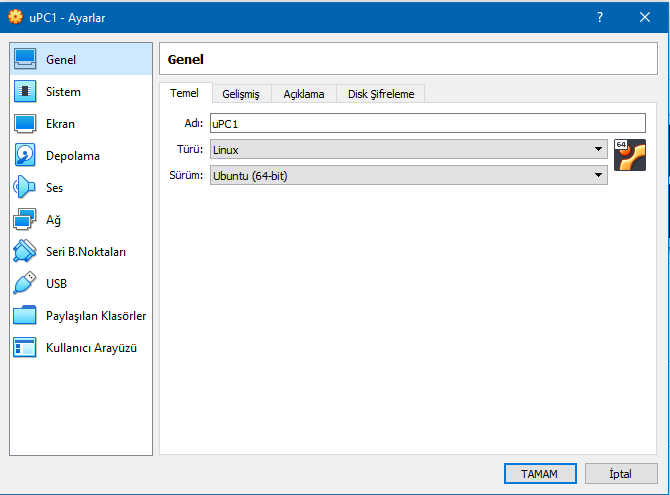 uPC1 - Ayarlar
?
Genel
Sistem
Ekran
Depolama
Ses
Ağ
Seri B.Noktaları
USB
Paylaşılan Klasörler
Kullanıcı Arayüzü
Genel
Temel Gelişmiş Açıklama Disk Şifreleme
Adı: uPC1
Türü: Linux
64
Sürüm: Ubuntu (64-bit)
TAMAM İptal